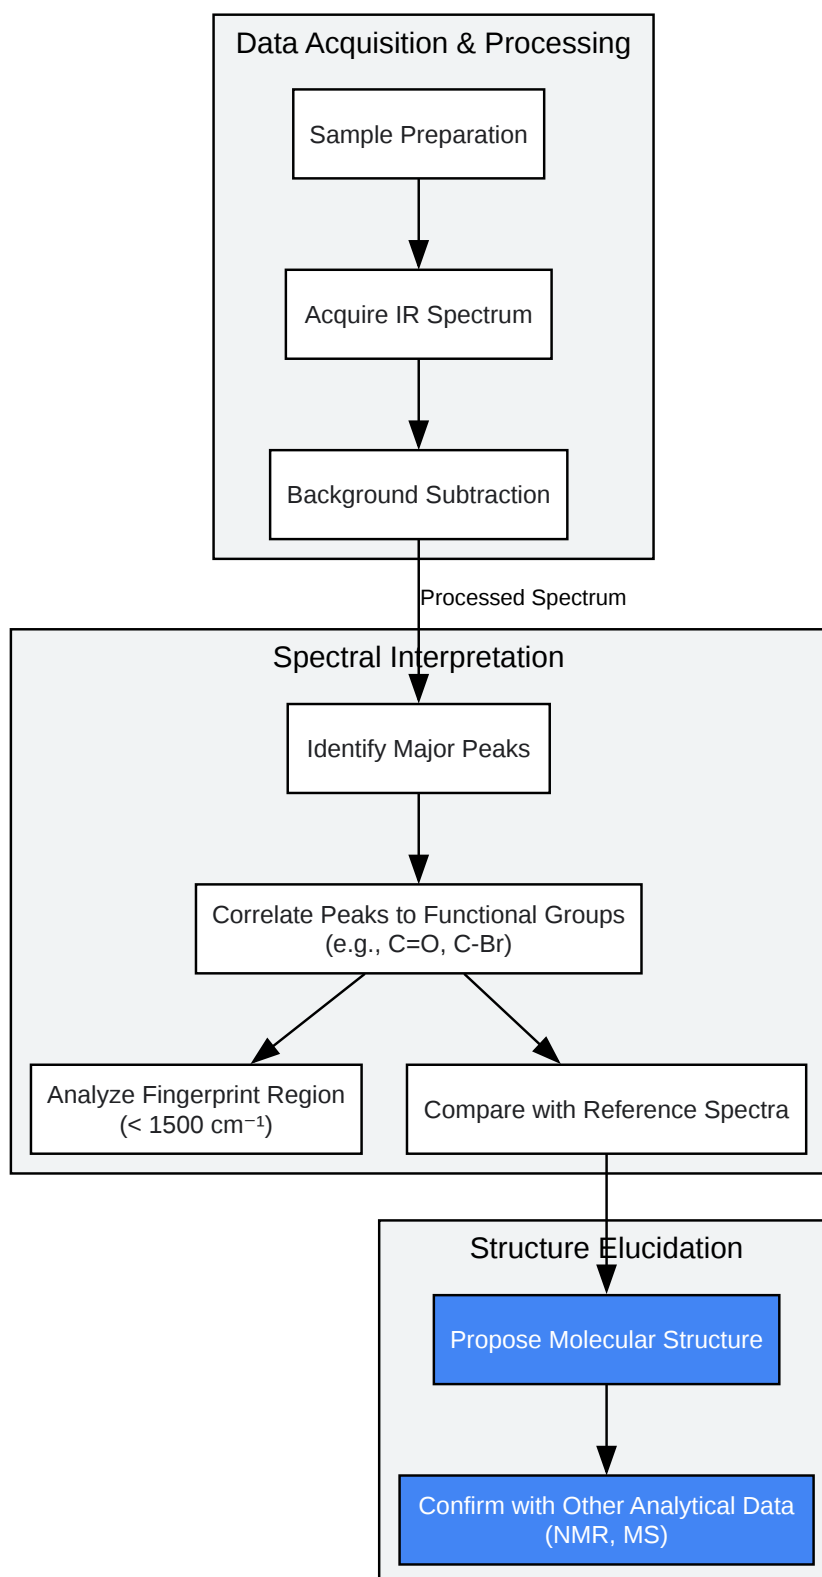 Data Acquisition & Processing
Sample Preparation
Acquire IR Spectrum
Background Subtraction
Processed Spectrum
Spectral Interpretation
Identify Major Peaks
Correlate Peaks to Functional Groups
(e.g., C=O, C-Br)
Analyze Fingerprint Region
(< 1500 cm⁻¹)
Compare with Reference Spectra
Structure Elucidation
Propose Molecular Structure
Confirm with Other Analytical Data
(NMR, MS)